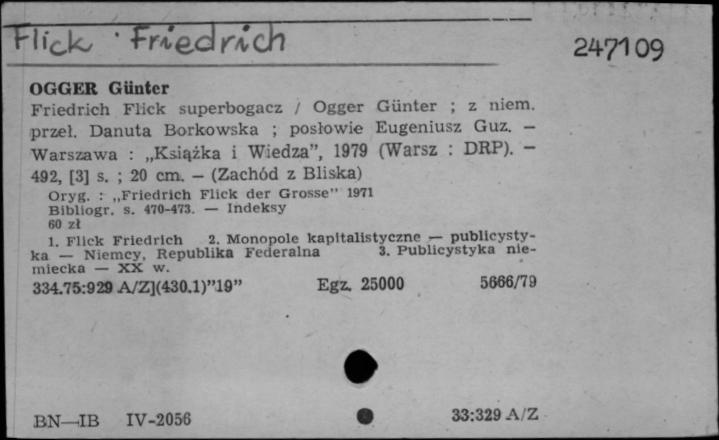 Flick Friedrich
247109
OGGER Günter
Friedrich Flick superbogacz / Ogger Günter ; z niem.
przeł. Danuta Borkowska ; posłowie Eugeniusz Guz. —
Warszawa : „Książka i Wiedza”, 1979 (Warsz : DRP). —
492, [3] s. ; 20 cm. — (Zachód z Bliska)
Oryg. : „Friedrich Flick der Grosse” 1971
Bibliogr. s. 470-473. — Indeksy
60 zł
1. Flick Friedrich 2. Monopole kapitalistyczne — publicysty-
ka — Niemcy, Republika Federalna 3. Publicystyka nie-
miecka — XX w.
334.75:929 A/Z](430.1)”19” Egz. 25000 5666/79
BN—IB IV-2056 33:329 A/Z